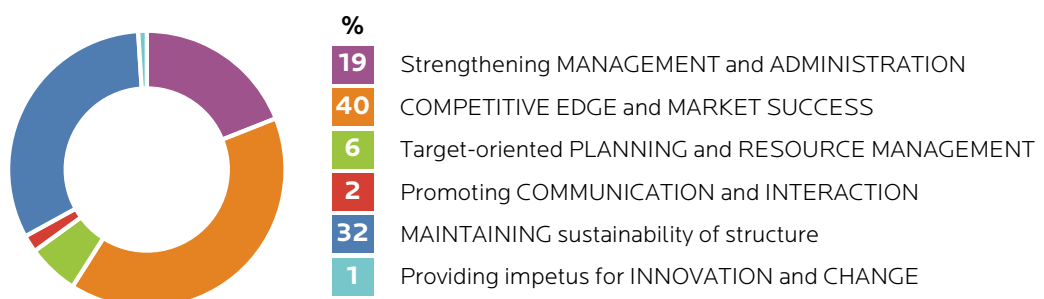 %
19 Strengthening MANAGEMENT and ADMINISTRATION
40 COMPETITIVE EDGE and MARKET SUCCESS
6 Target-oriented PLANNING and RESOURCE MANAGEMENT
2 Promoting COMMUNICATION and INTERACTION
32 MAINTAINING sustainability of structure
1 Providing impetus for INNOVATION and CHANGE